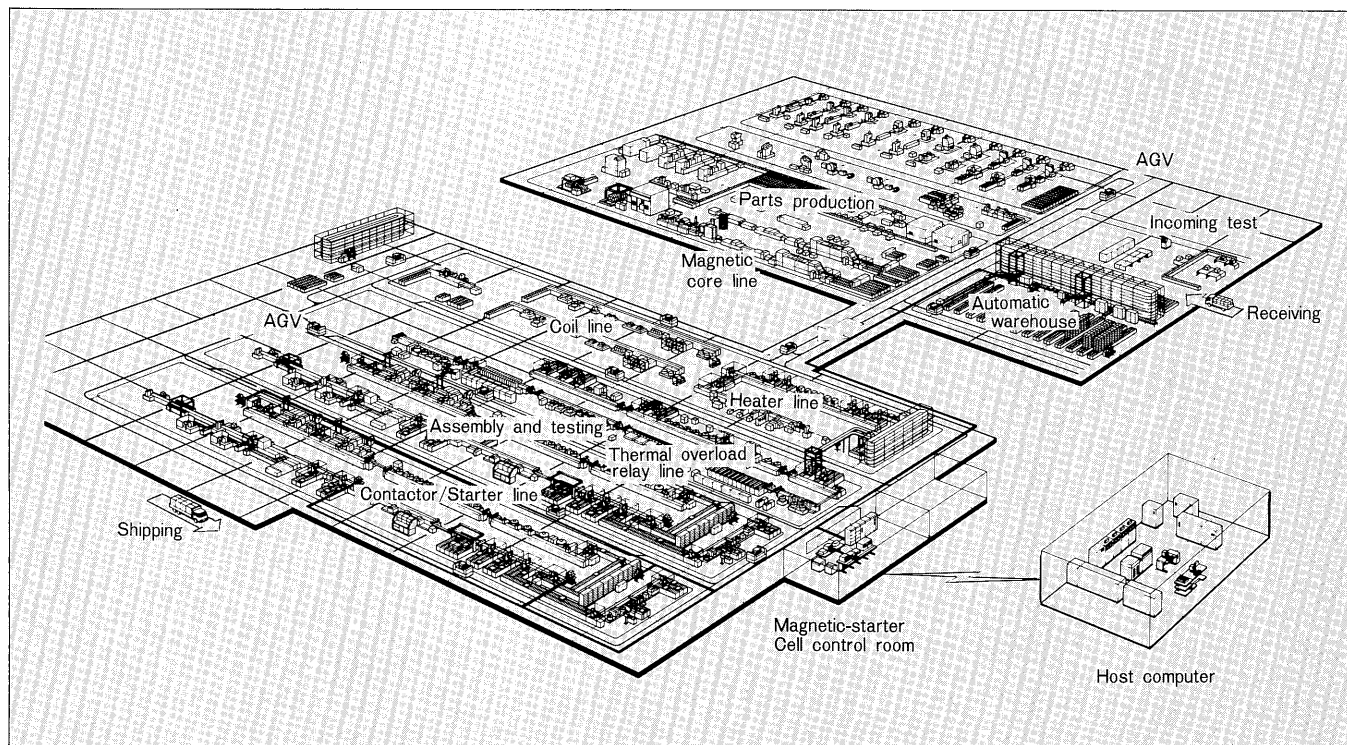 AGV
Parts production
Incoming test
Magnetic
core line
Automatic
warehouse
Receiving
AGV
Coil line
Heater line
Assembly and testing
Thermal overload
relay line
Contactor/Starter line
Shipping
Magnetic-starter
Cell control room
Host computer